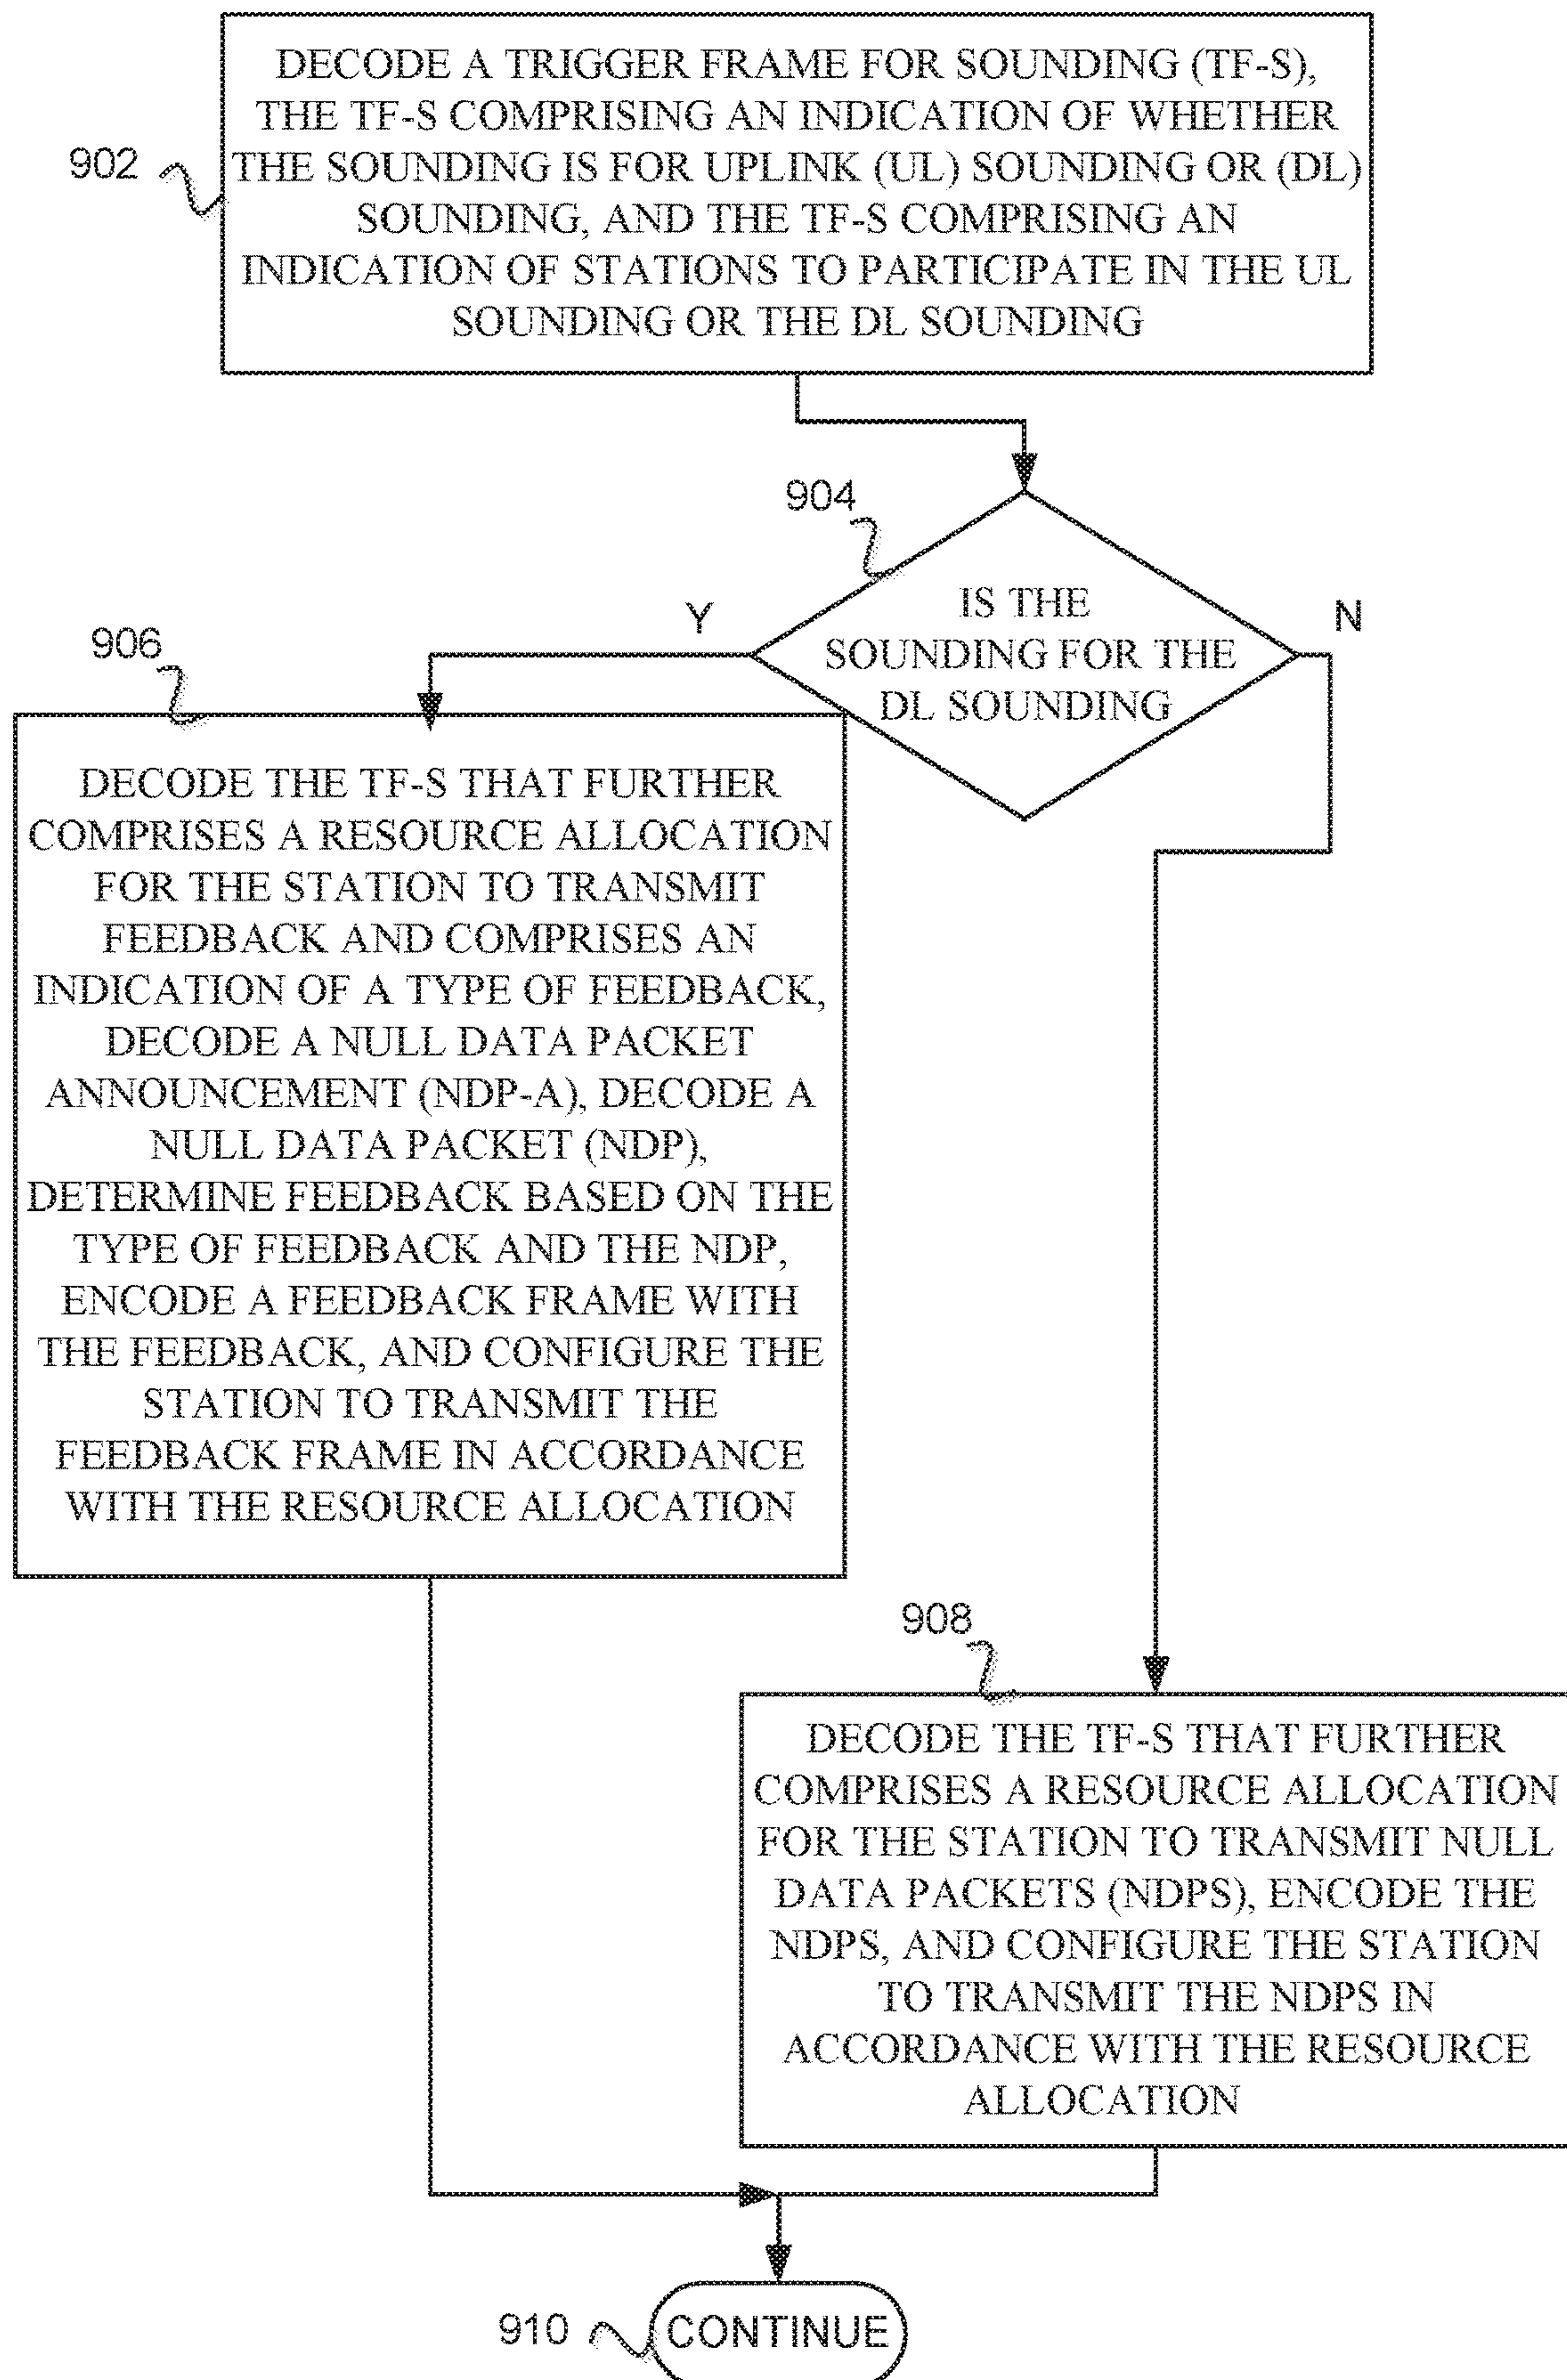 902
DECODE A TRIGGER FRAME FOR SOUNDING (TF-S),
THE TF-S COMPRISING AN INDICATION OF WHETHER
THE SOUNDING IS FOR UPLINK (UL) SOUNDING OR (DL)
SOUNDING, AND THE TF-S COMPRISING AN
INDICATION OF STATIONS TO PARTICIPATE IN THE UL
SOUNDING OR THE DL SOUNDING
904
IS THE
SOUNDING FOR THE
DL SOUNDING
Y
N
906
DECODE THE TF-S THAT FURTHER
COMPRISES A RESOURCE ALLOCATION
FOR THE STATION TO TRANSMIT
FEEDBACK AND COMPRISES AN
INDICATION OF A TYPE OF FEEDBACK,
DECODE A NULL DATA PACKET
ANNOUNCEMENT (NDP-A), DECODE A
NULL DATA PACKET (NDP),
DETERMINE FEEDBACK BASED ON THE
TYPE OF FEEDBACK AND THE NDP,
ENCODE A FEEDBACK FRAME WITH
THE FEEDBACK, AND CONFIGURE THE
STATION TO TRANSMIT THE
FEEDBACK FRAME IN ACCORDANCE
WITH THE RESOURCE ALLOCATION
908
DECODE THE TF-S THAT FURTHER
COMPRISES A RESOURCE ALLOCATION
FOR THE STATION TO TRANSMIT NULL
DATA PACKETS (NDPS), ENCODE THE
NDPS, AND CONFIGURE THE STATION
TO TRANSMIT THE NDPS IN
ACCORDANCE WITH THE RESOURCE
ALLOCATION
910
CONTINUE